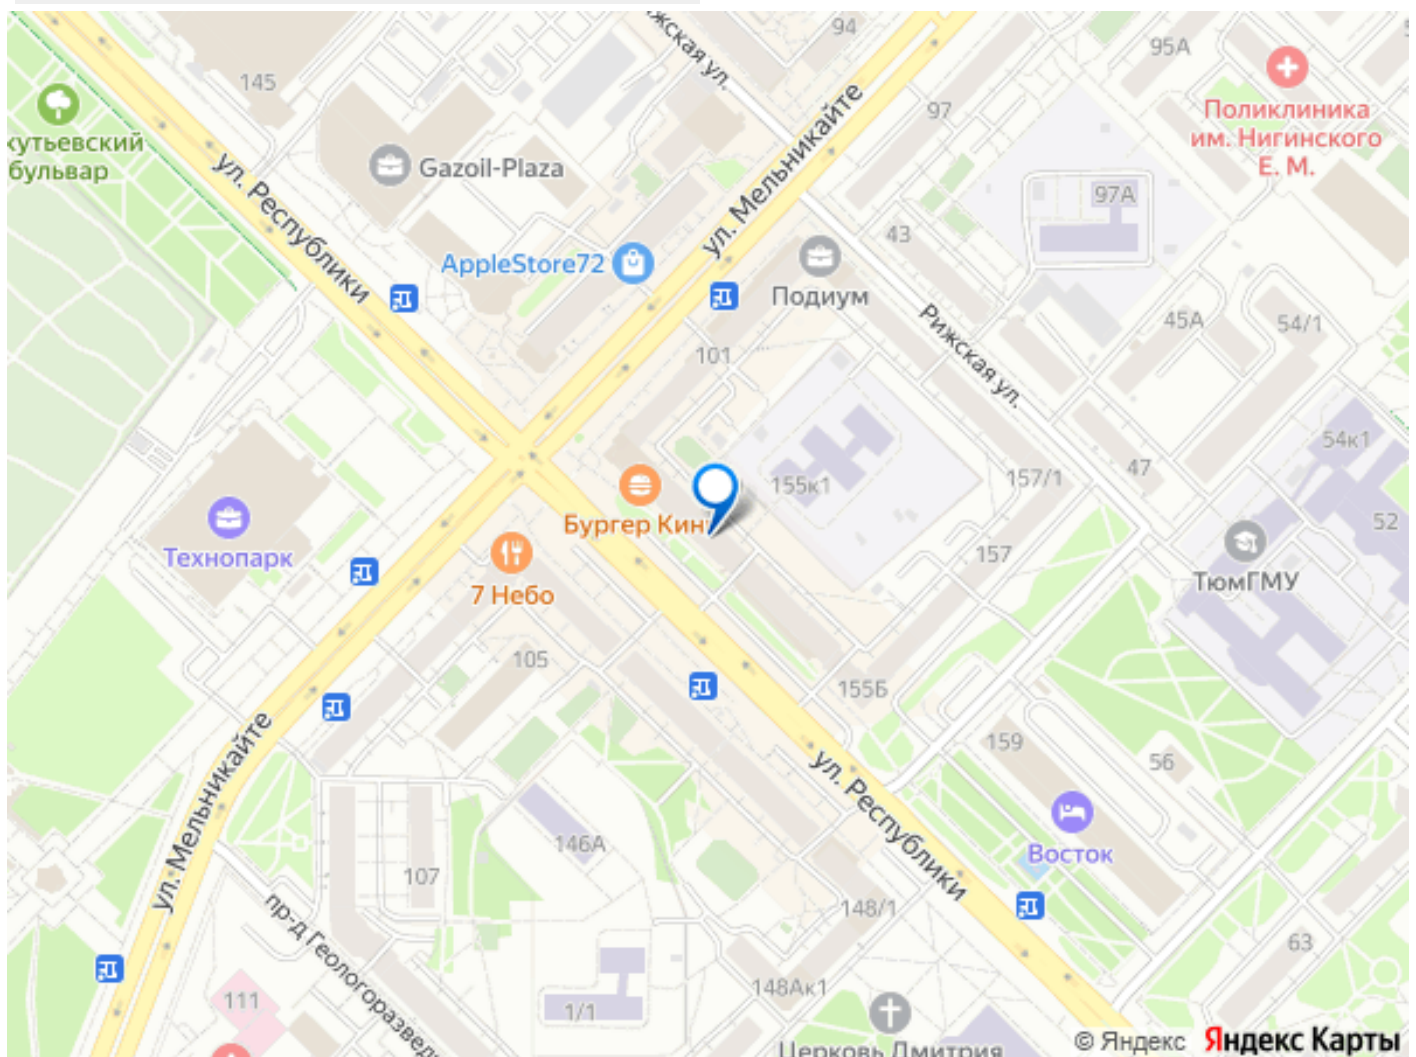 94
95А
Рижская ул.
145
Поликлиника
им. Нигинского
Е. М.
97
ул. Мельникайте
кутьевский
бульвар
Gazoil-Plaza
ул. Республики
97А
43
AppleStore72
Подиум
45А
54/1
Рижская ул.
101
54к1
47
157/1
155к1
52
Бургер Кинг
Технопарк
157
ТюмГМУ
7 Небо
105
155Б
159
56
ул. Мельникайте
ул. Республики
146А
Восток
107
148/1
63
пр-д Геологоразвед
148Ак1
111
1/1
Церковь Дмитрия
© Яндекс Яндекс Карты